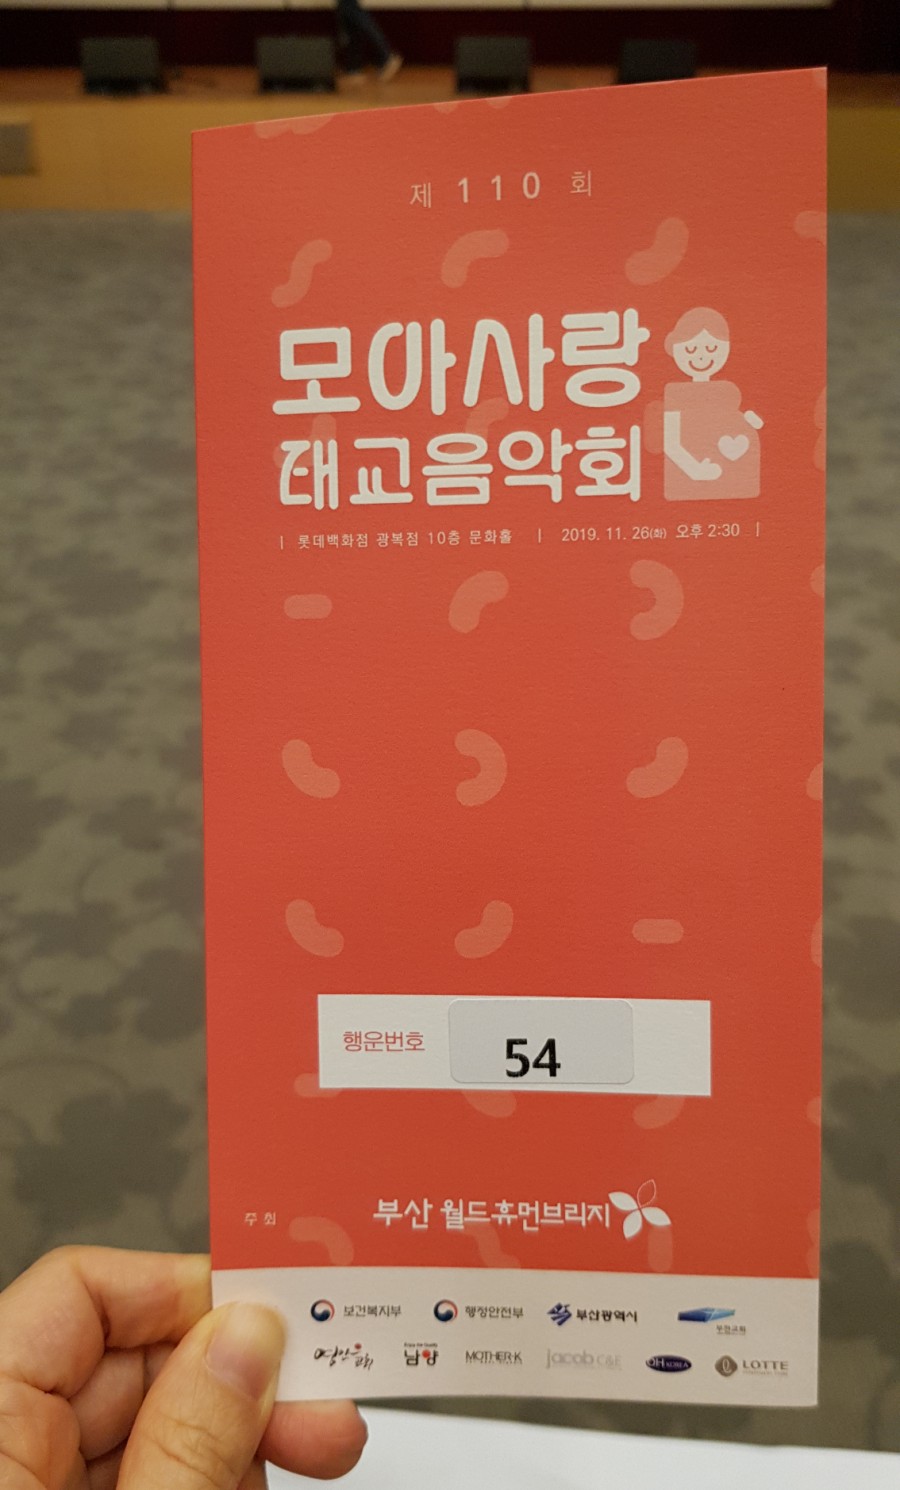 제 110 회
모아사랑
태교음악회
| 롯데백화점 광복점 10층 문화홀 | 2019. 11. 26(화) 오후 2:30 |
행운번호 54
주최 부산 월드휴먼브리지
보건복지부 행정안전부 부산광역시
남양 MOTHER-K jacob C&E LOTTE